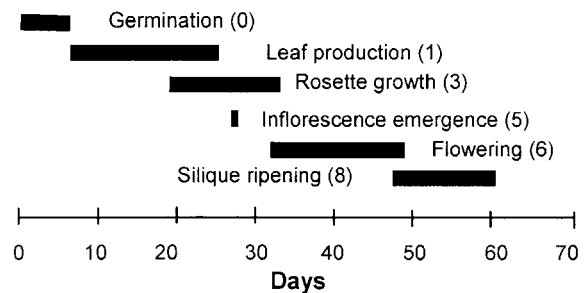 Germination (0)
Leaf production (1)
Rosette growth (3)
Inflorescence emergence (5)
Flowering (6)
Silique ripening (8)
0 10 20 30 40 50 60 70
Days